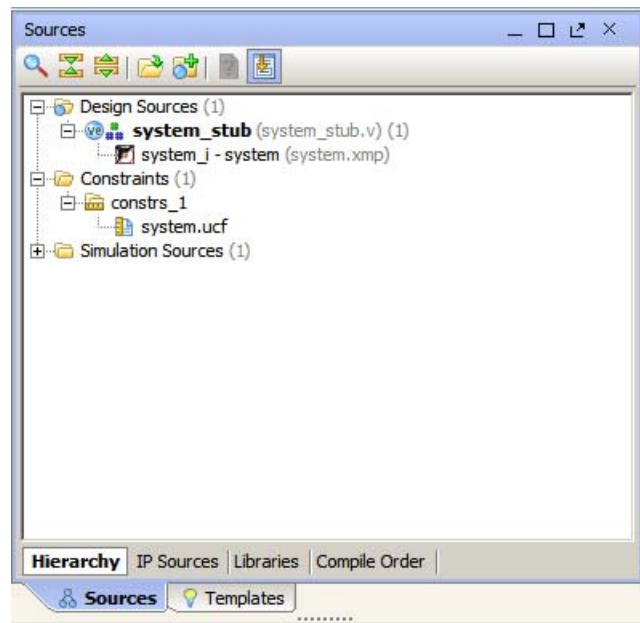 Sources
Design Sources (1)
system_stub (system_stub.v) (1)
system_i - system (system.xmp)
Constraints (1)
constrs_1
system.ucf
Simulation Sources (1)
Hierarchy IP Sources Libraries Compile Order
Sources Templates